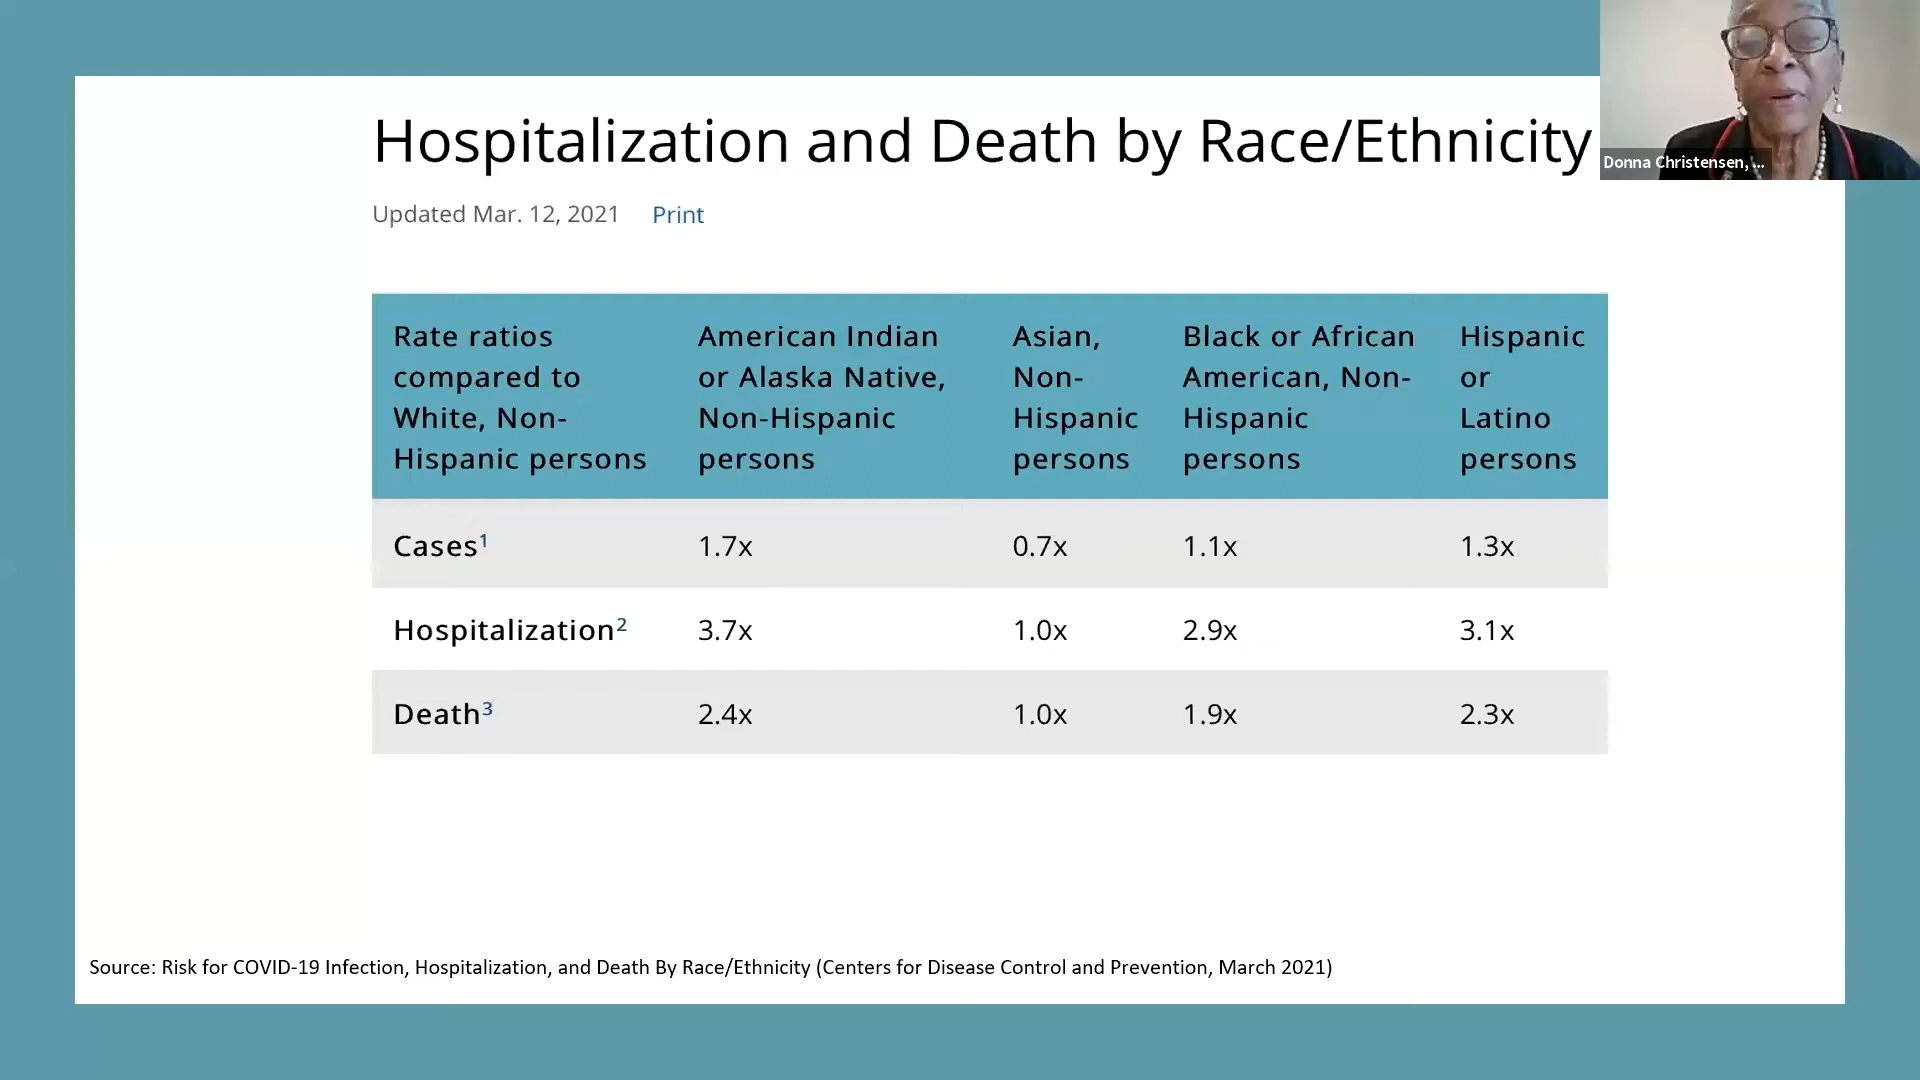 Hospitalization and Death by Race/Ethnicity
Donna Christensen, ...
Updated Mar. 12, 2021 Print
Rate ratios
compared to
White, Non-
Hispanic persons
American Indian
or Alaska Native,
Non-Hispanic
persons
Asian,
Non-
Hispanic
persons
Black or African
American, Non-
Hispanic
persons
Hispanic
or
Latino
persons
Cases¹ 1.7x 0.7x 1.1x 1.3x
Hospitalization² 3.7x 1.0x 2.9x 3.1x
Death³ 2.4x 1.0x 1.9x 2.3x
Source: Risk for COVID-19 Infection, Hospitalization, and Death By Race/Ethnicity (Centers for Disease Control and Prevention, March 2021)